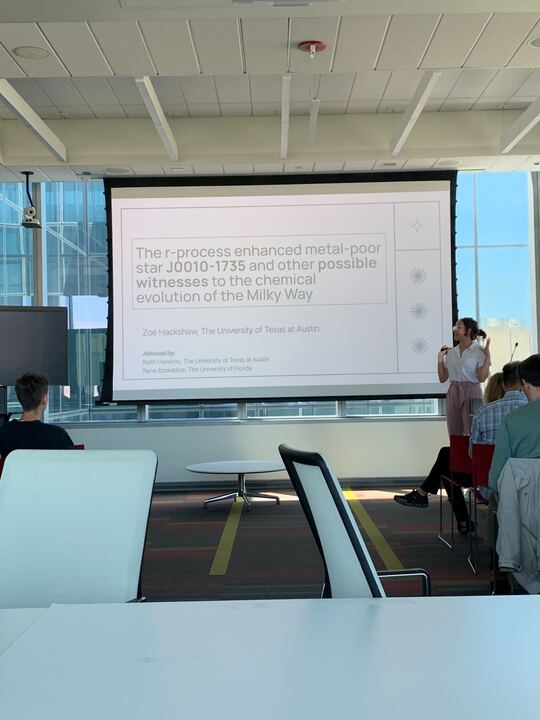 The r-process enhanced metal-poor
star J0010-1735 and other possible
witnesses to the chemical
evolution of the Milky Way
Zoe Hackshaw, The University of Texas at Austin
Advised by:
Keith Hawkins, The University of Texas at Austin
Rana Ezzeddine, The University of Florida